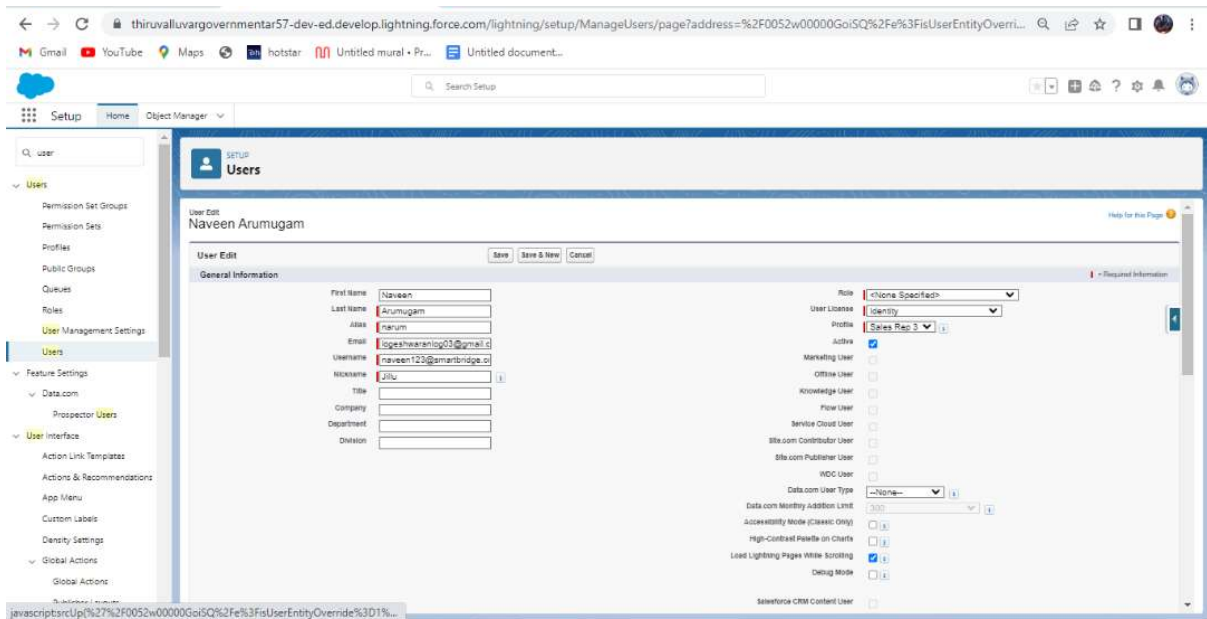 thiruvalluvargovernmentar57-dev-ed.develop.lightning.force.com/lightning/setup/ManageUsers/page?address=%2F0052w00000GoiSQ%2Fe%3FisUserEntityOverri...
Gmail YouTube Maps hotstar Untitled mural • Pr... Untitled document...
Search Setup
Setup Home Object Manager
user
SETUP
Users
Users
Permission Set Groups
Permission Sets
Profiles
Public Groups
Queues
Roles
User Management Settings
Users
Feature Settings
Data.com
Prospector Users
User Interface
Action Link Templates
Actions & Recommendations
App Menu
Custom Labels
Density Settings
Global Actions
Global Actions
User Edit
Naveen Arumugam
Help for this Page
User Edit Save Save & New Cancel
General Information = Required Information
First Name Naveen
Last Name Arumugam
Alias narum
Email logeshwaranlog03@gmail.c
Username naveen123@smartbridge.co
Nickname Jillu
Title
Company
Department
Division
Role <None Specified>
User License Identity
Profile Sales Rep 3
Active
Marketing User
Offline User
Knowledge User
Flow User
Service Cloud User
Site.com Contributor User
Site.com Publisher User
WDC User
Data.com User Type --None--
Data.com Monthly Addition Limit 300
Accessibility Mode (Classic Only)
High-Contrast Palette on Charts
Load Lightning Pages While Scrolling
Debug Mode
Salesforce CRM Content User
javascript:srcUp(%27%2F0052w00000GoiSQ%2Fe%3FisUserEntityOverride%3D1%...